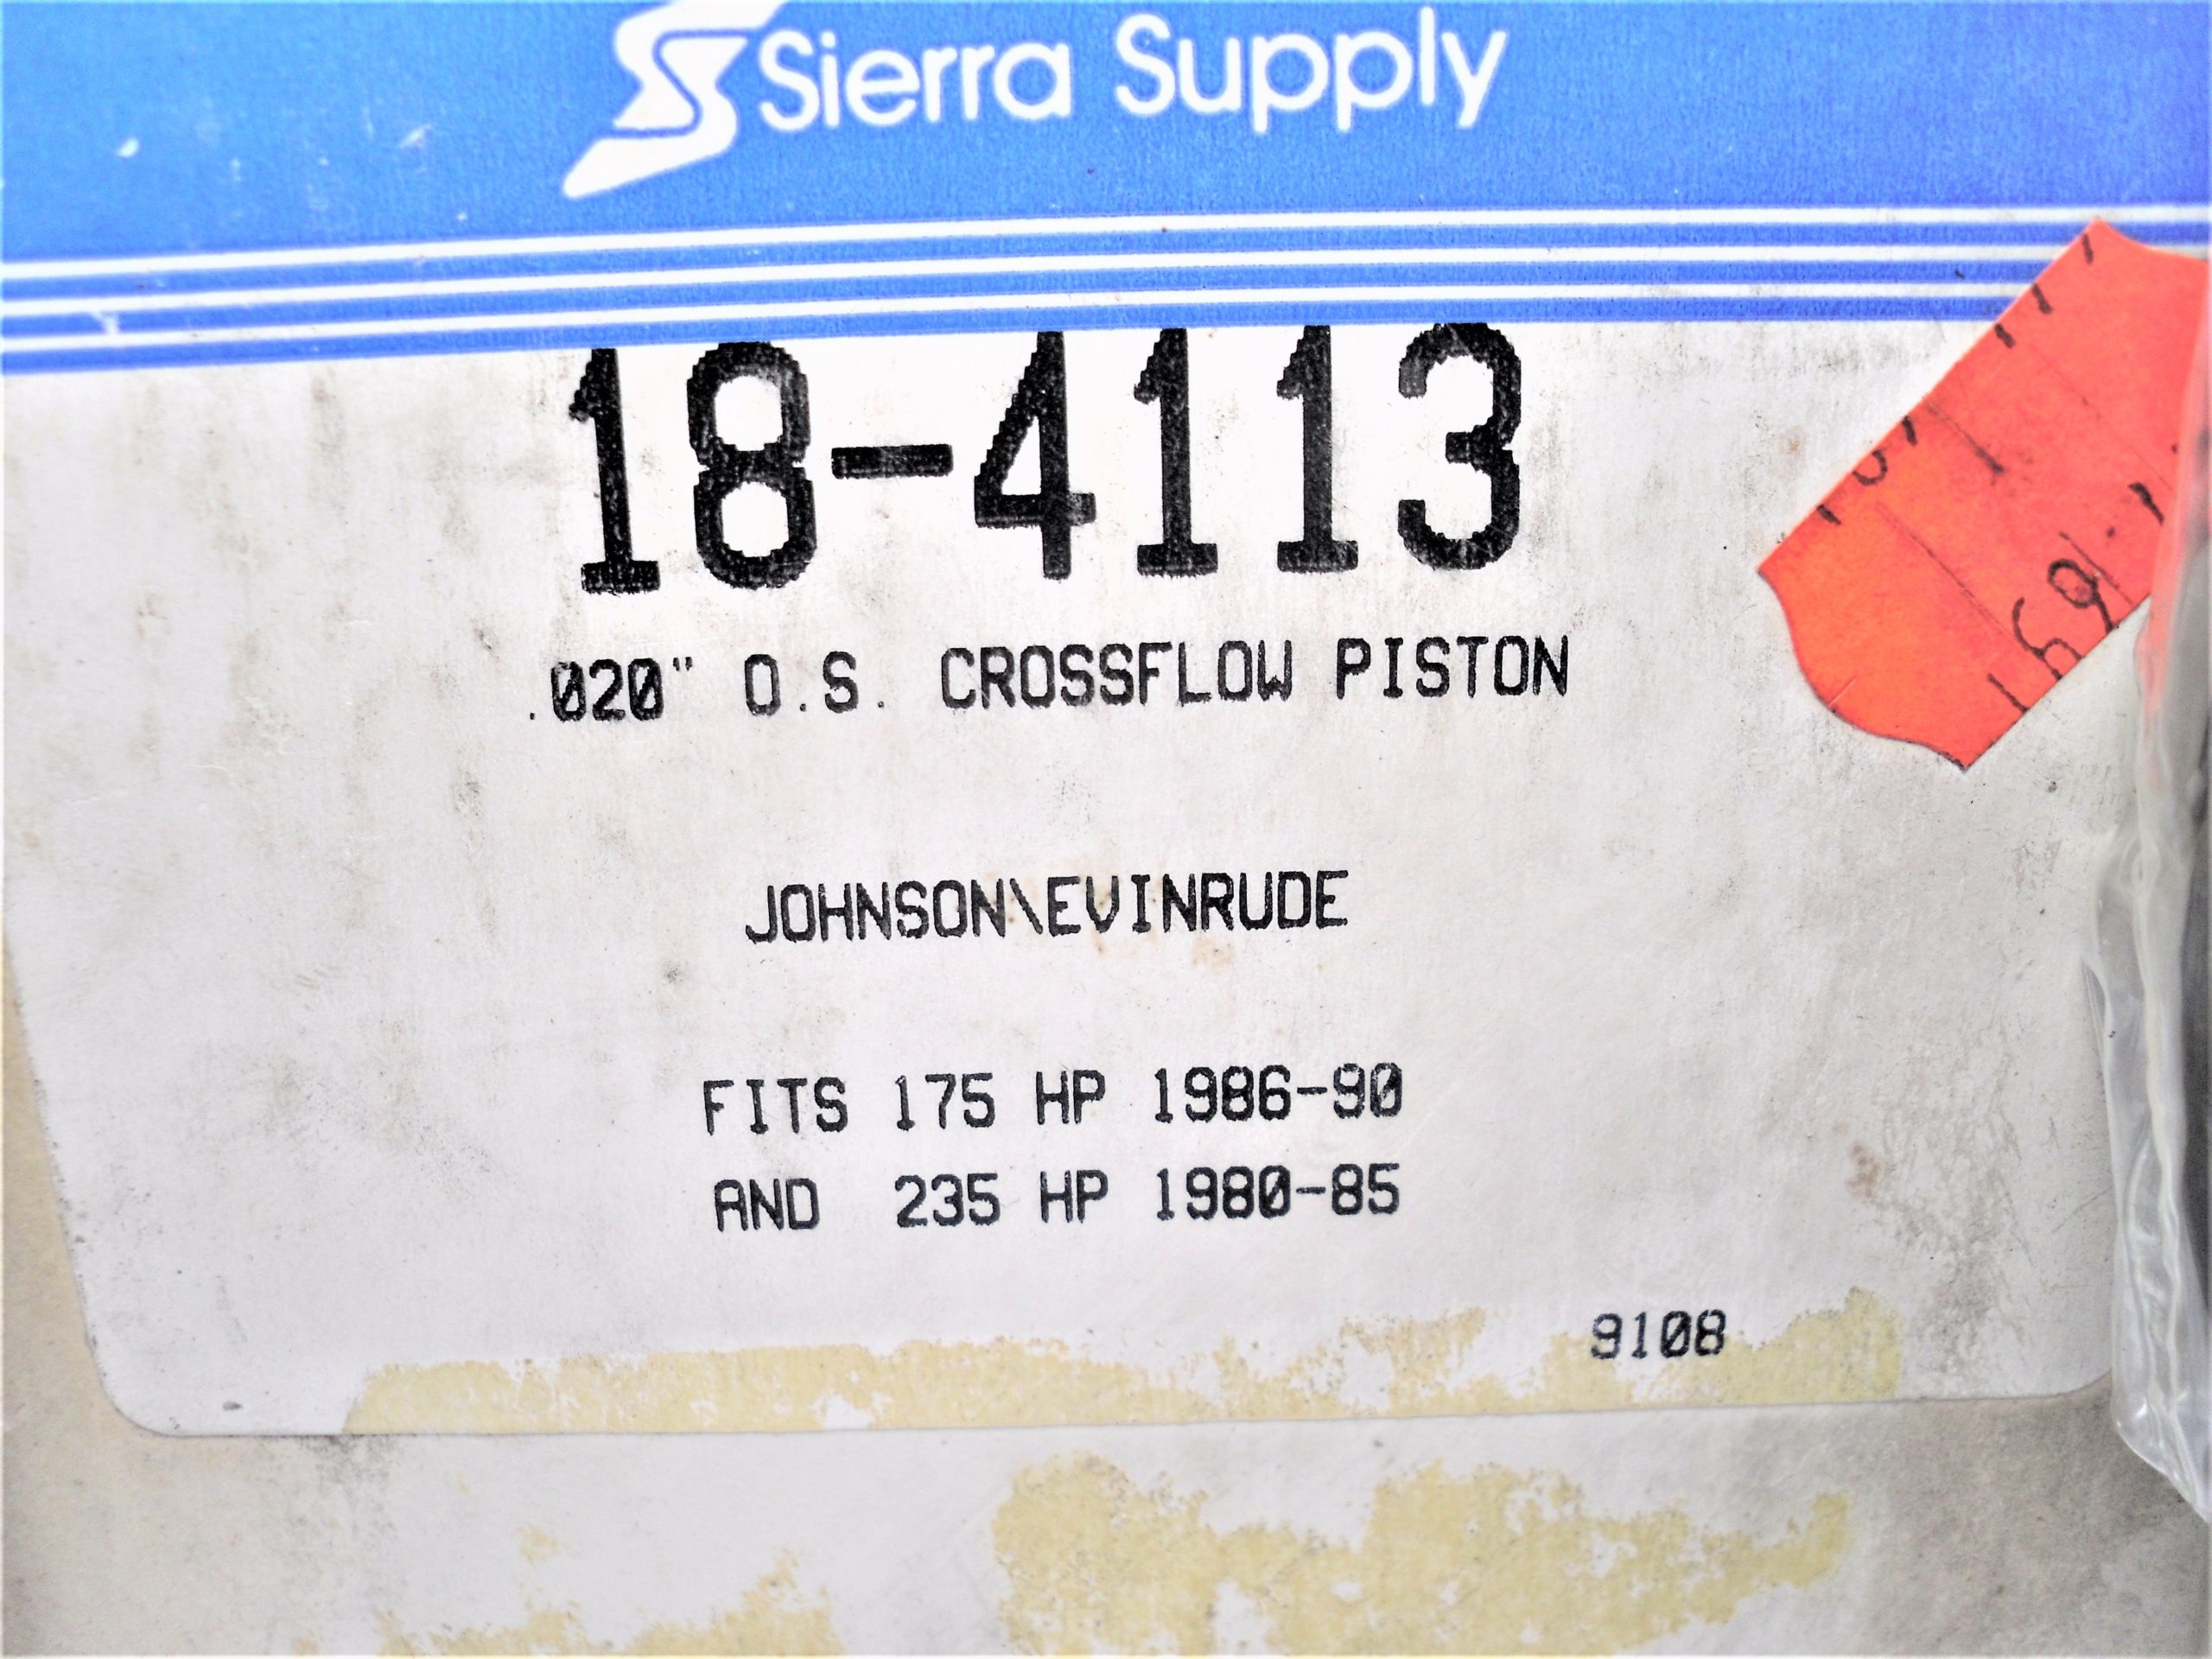 Sierra Supply
18-4113
.020" O.S. CROSSFLOW PISTON
JOHNSON\EVINRUDE
FITS 175 HP 1986-90
AND 235 HP 1980-85
9108